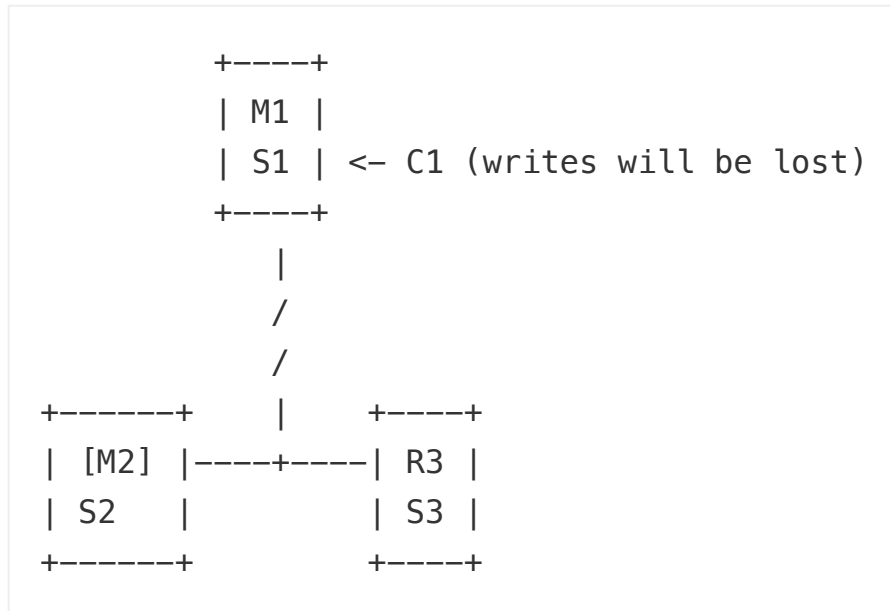 +----+
| M1 |
| S1 | <- C1 (writes will be lost)
+----+
|
/
/
+------+ | +----+
| [M2] |----+----| R3 |
| S2 | | S3 |
+------+ +----+